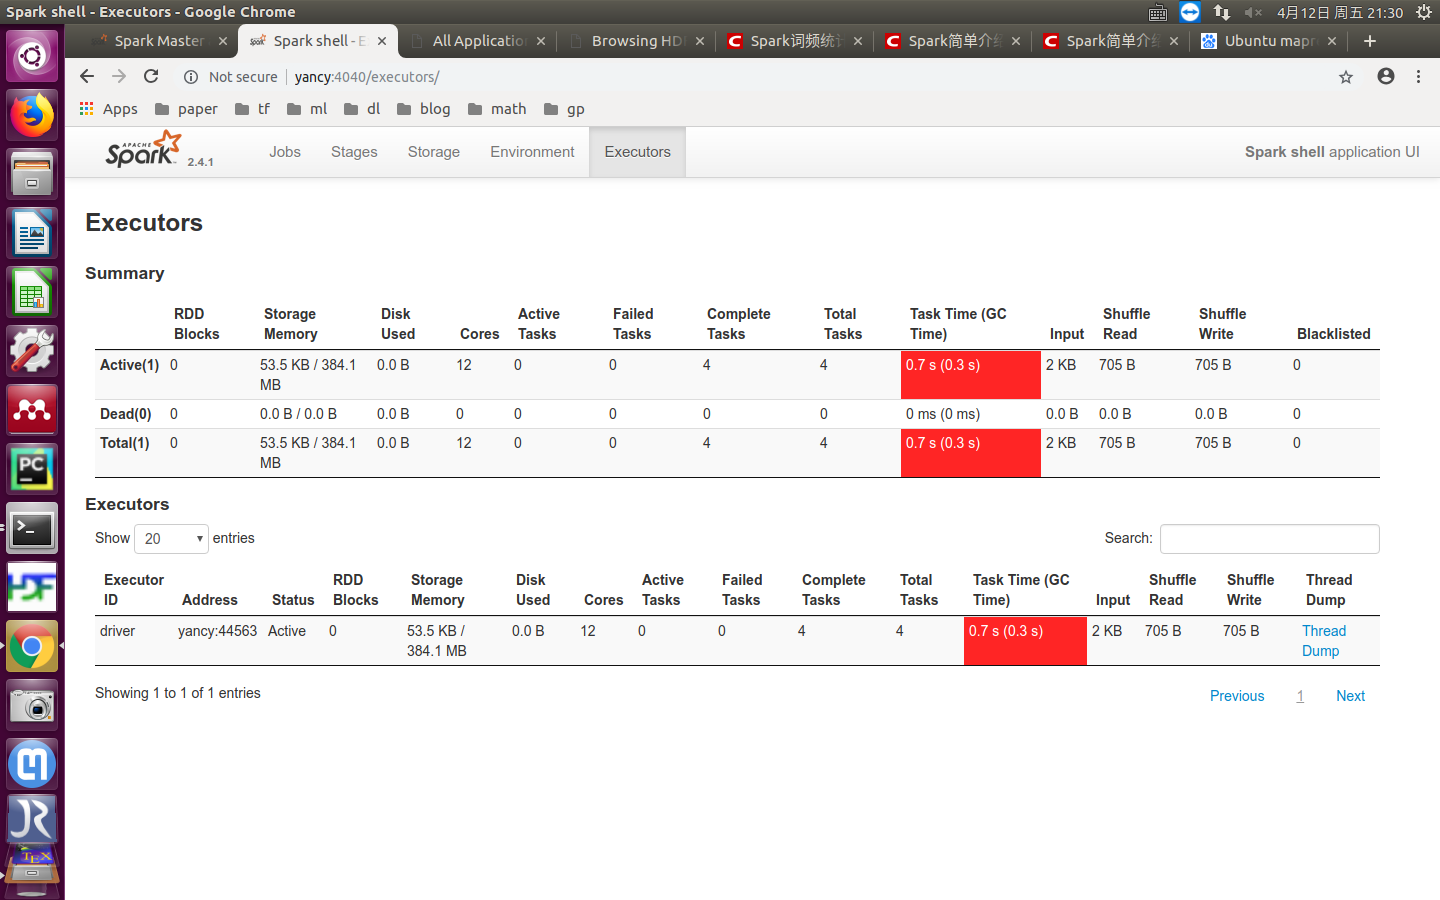 Spark shell - Executors - Google Chrome
4月12日 周五 21:30
Spark Master
Spark shell - E
All Application
Browsing HD
Spark词频统
Spark简单介
Spark简单介
Ubuntu mapr
Not secure yancy:4040/executors/
Apps paper tf ml dl blog math gp
APACHE Spark 2.4.1
Jobs Stages Storage Environment Executors Spark shell application UI
Executors
Summary
RDD Blocks Storage Memory Disk Used Cores Active Tasks Failed Tasks Complete Tasks Total Tasks Task Time (GC Time) Input Shuffle Read Shuffle Write Blacklisted
Active(1) 0 53.5 KB / 384.1 MB 0.0 B 12 0 0 4 4 0.7 s (0.3 s) 2 KB 705 B 705 B 0
Dead(0) 0 0.0 B / 0.0 B 0.0 B 0 0 0 0 0 0 ms (0 ms) 0.0 B 0.0 B 0.0 B 0
Total(1) 0 53.5 KB / 384.1 MB 0.0 B 12 0 0 4 4 0.7 s (0.3 s) 2 KB 705 B 705 B 0
Executors
Show 20 entries Search:
Executor ID Address Status RDD Blocks Storage Memory Disk Used Cores Active Tasks Failed Tasks Complete Tasks Total Tasks Task Time (GC Time) Input Shuffle Read Shuffle Write Thread Dump
driver yancy:44563 Active 0 53.5 KB / 384.1 MB 0.0 B 12 0 0 4 4 0.7 s (0.3 s) 2 KB 705 B 705 B Thread Dump
Showing 1 to 1 of 1 entries Previous 1 Next
PC
HDF
JR
TEX